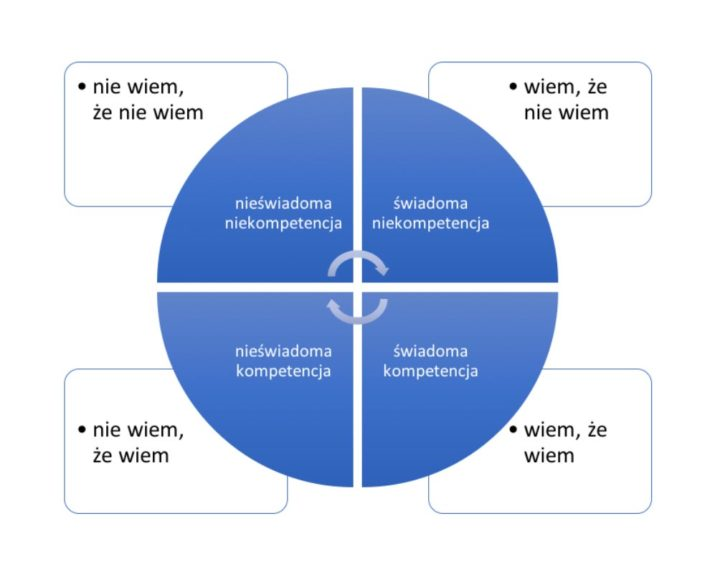 • nie wiem,
że nie wiem
• wiem, że
nie wiem
nieświadoma
niekompetencja
świadoma
niekompetencja
nieświadoma
kompetencja
świadoma
kompetencja
• nie wiem,
że wiem
• wiem, że
wiem